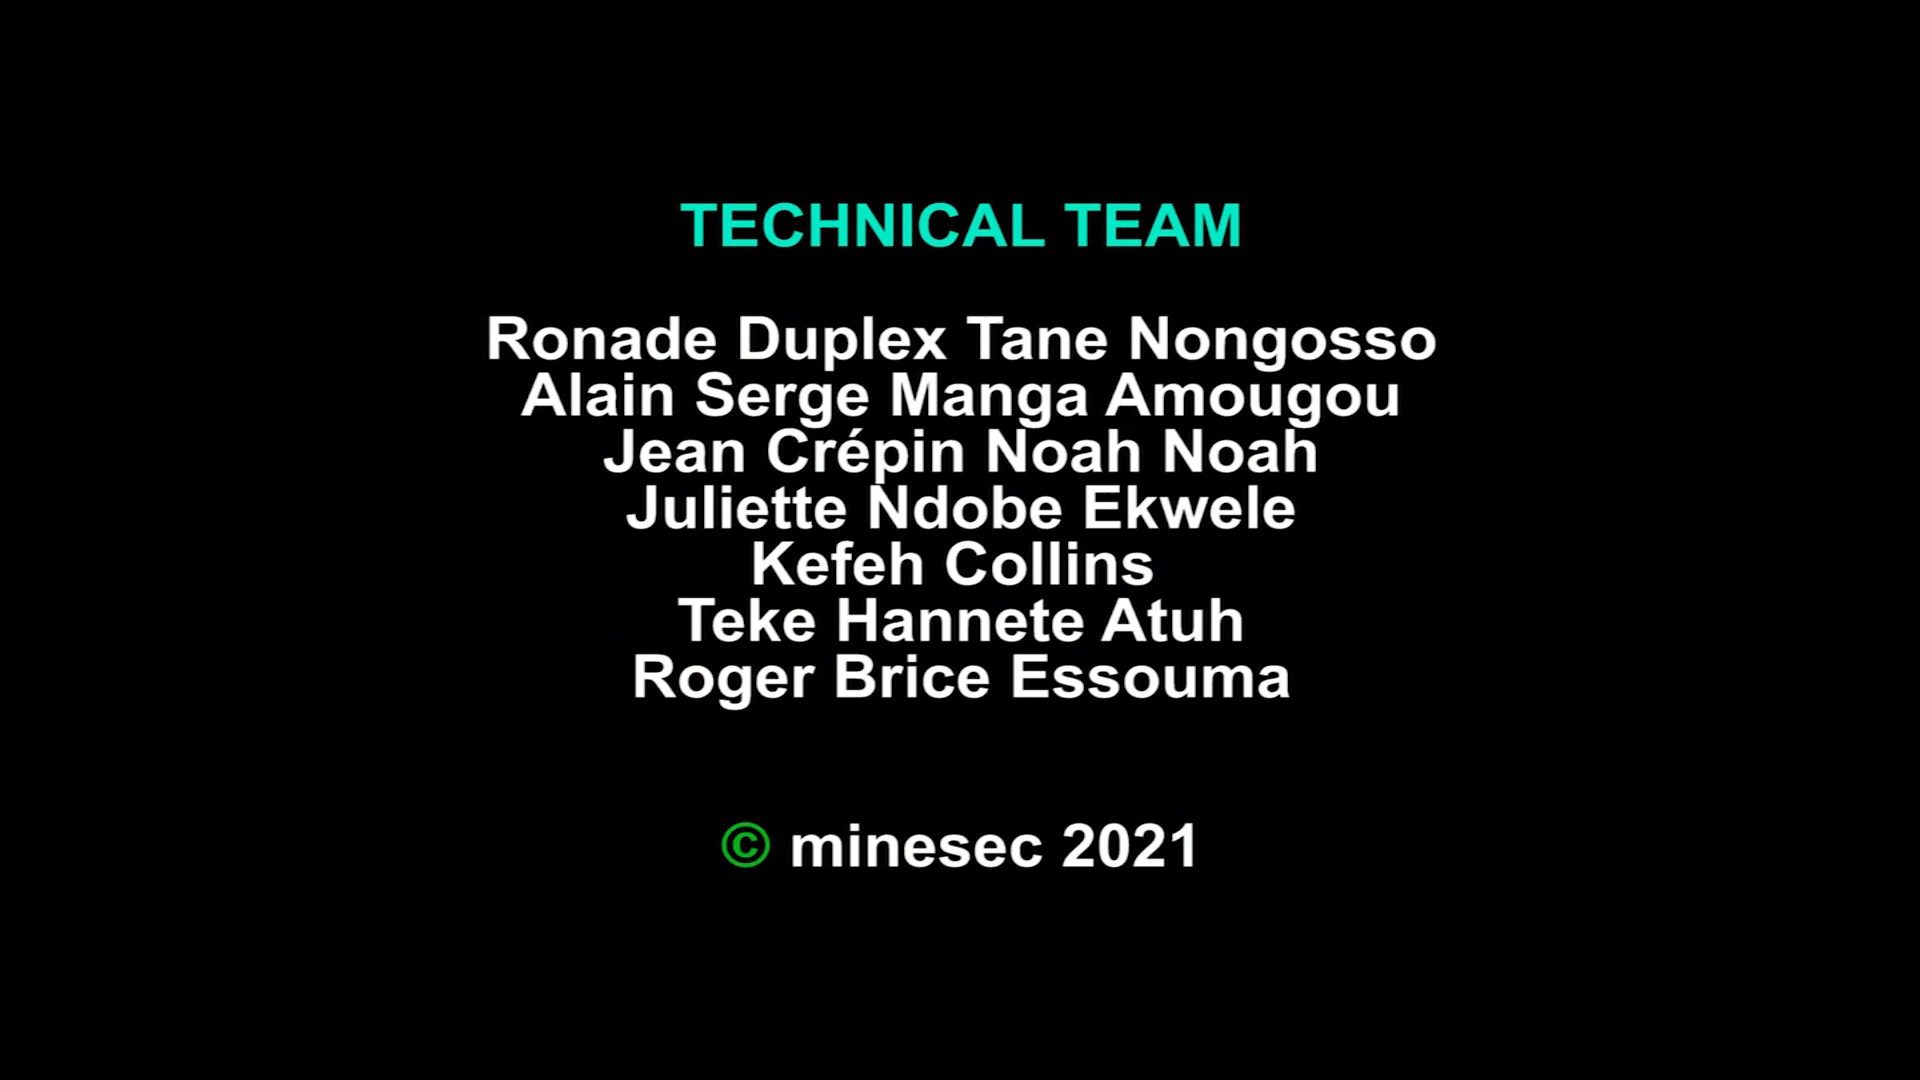 TECHNICAL TEAM
Ronade Duplex Tane Nongosso
Alain Serge Manga Amougou
Jean Crépin Noah Noah
Juliette Ndobe Ekwele
Kefeh Collins
Teke Hannete Atuh
Roger Brice Essouma
© minesec 2021